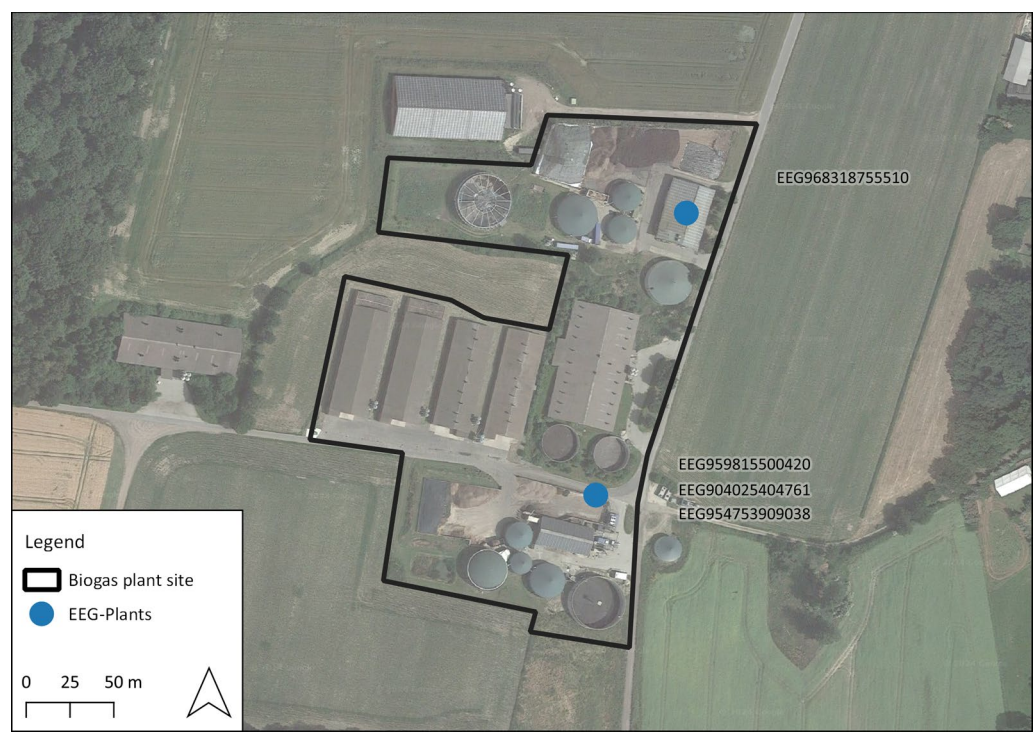 EEG968318755510
EEG959815500420
EEG904025404761
EEG954753909038
Legend
Biogas plant site
EEG-Plants
0 25 50 m